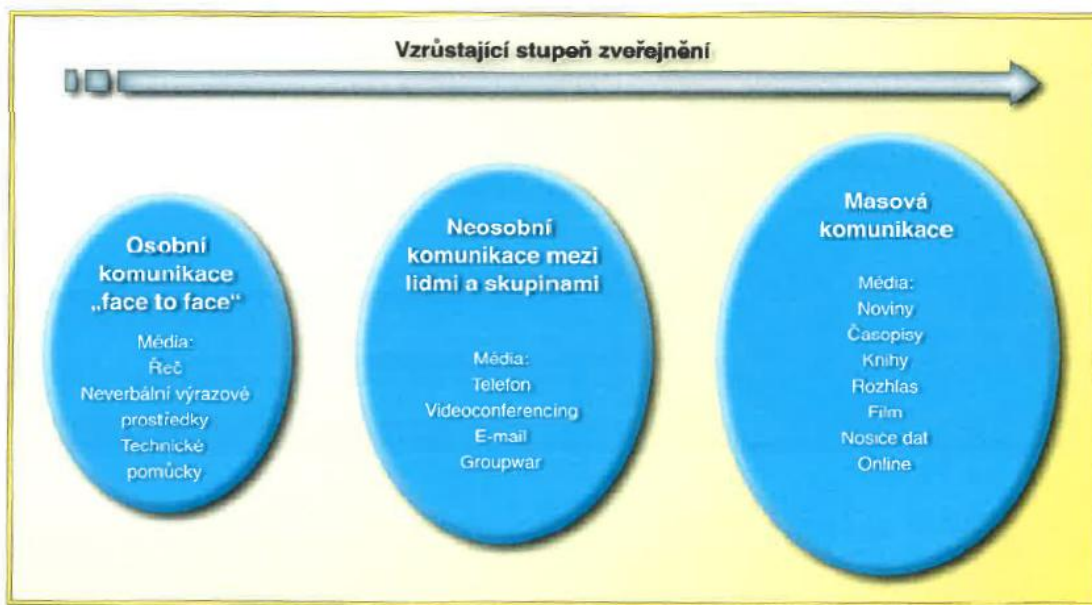 Vzrůstající stupeň zveřejnění
Osobní
komunikace
„face to face“
Média:
Řeč
Neverbální výrazové
prostředky
Technické
pomůcky
Neosobní
komunikace mezi
lidmi a skupinami
Média:
Telefon
Videoconferencing
E-mail
Groupwar
Masová
komunikace
Média:
Noviny
Časopisy
Knihy
Rozhlas
Film
Nosice dat
Online